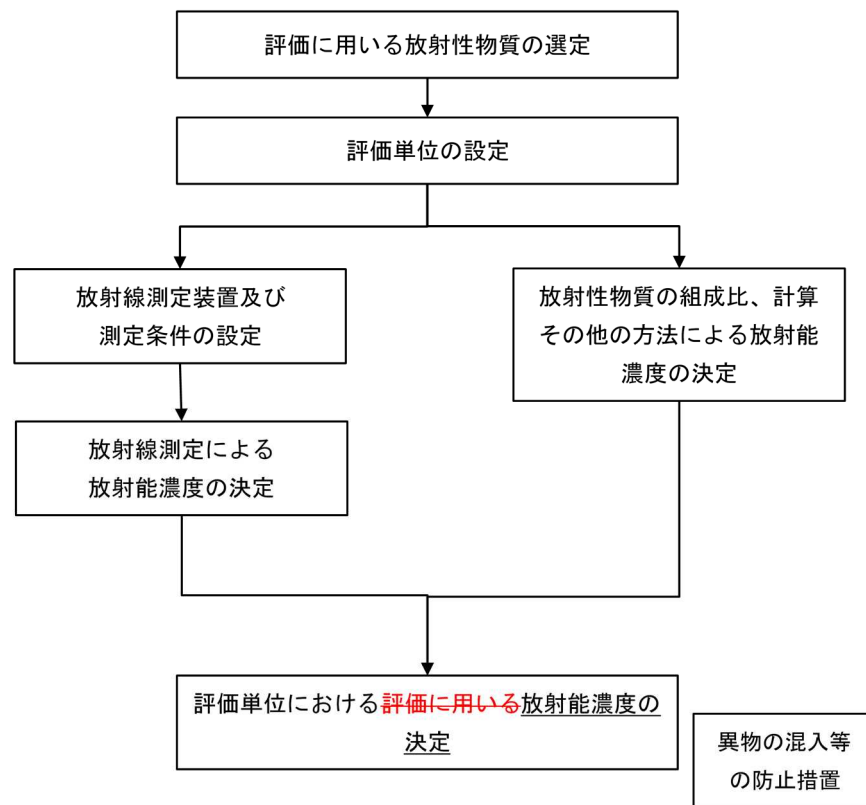 評価に用いる放射性物質の選定
評価単位の設定
放射線測定装置及び
測定条件の設定
放射性物質の組成比、計算
その他の方法による放射能
濃度の決定
放射線測定による
放射能濃度の決定
評価単位における評価に用いる放射能濃度の
決定
異物の混入等
の防止措置